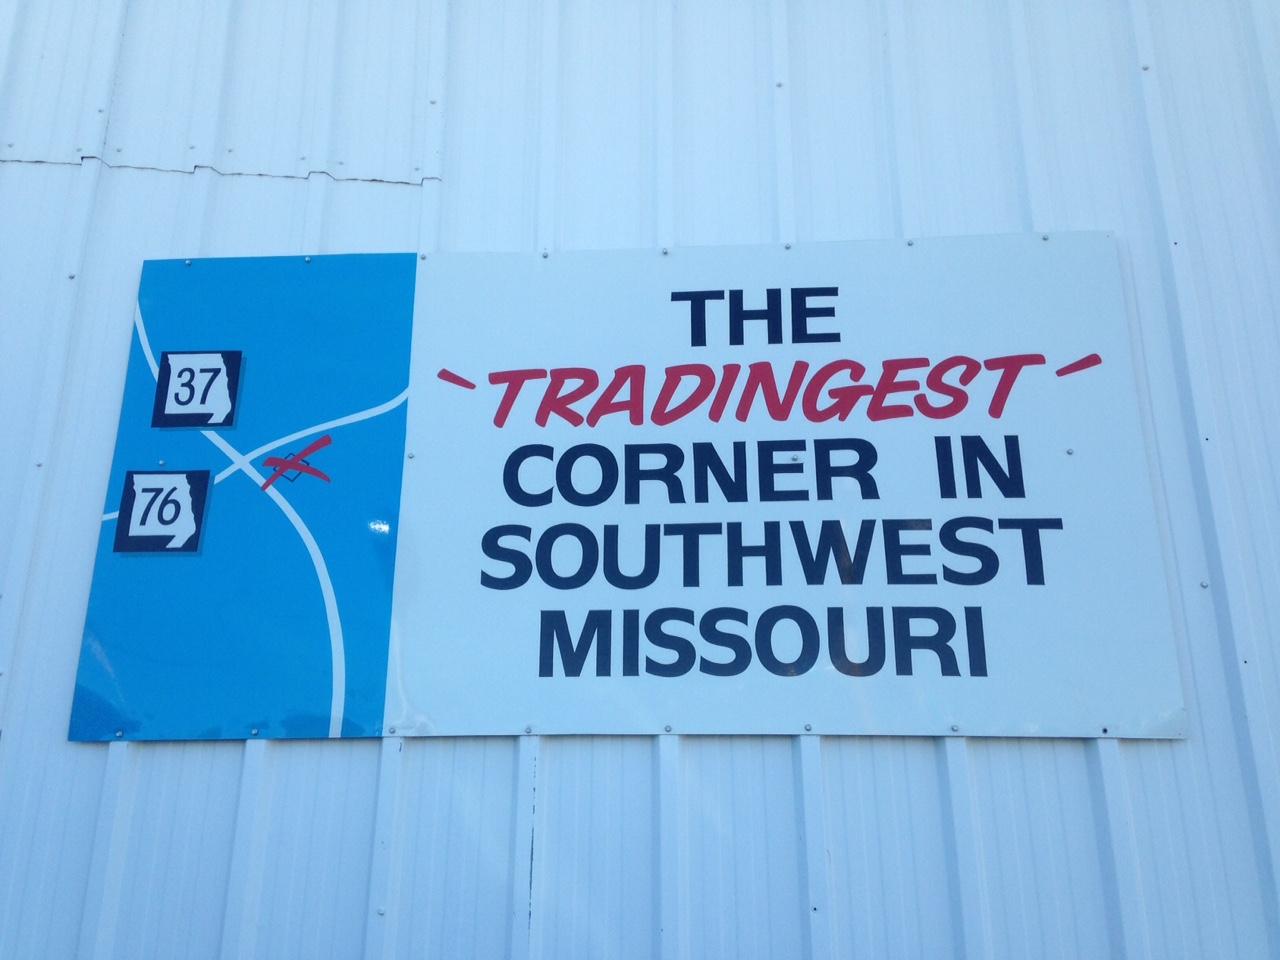 37
76
THE
`TRADINGEST´
CORNER IN
SOUTHWEST
MISSOURI